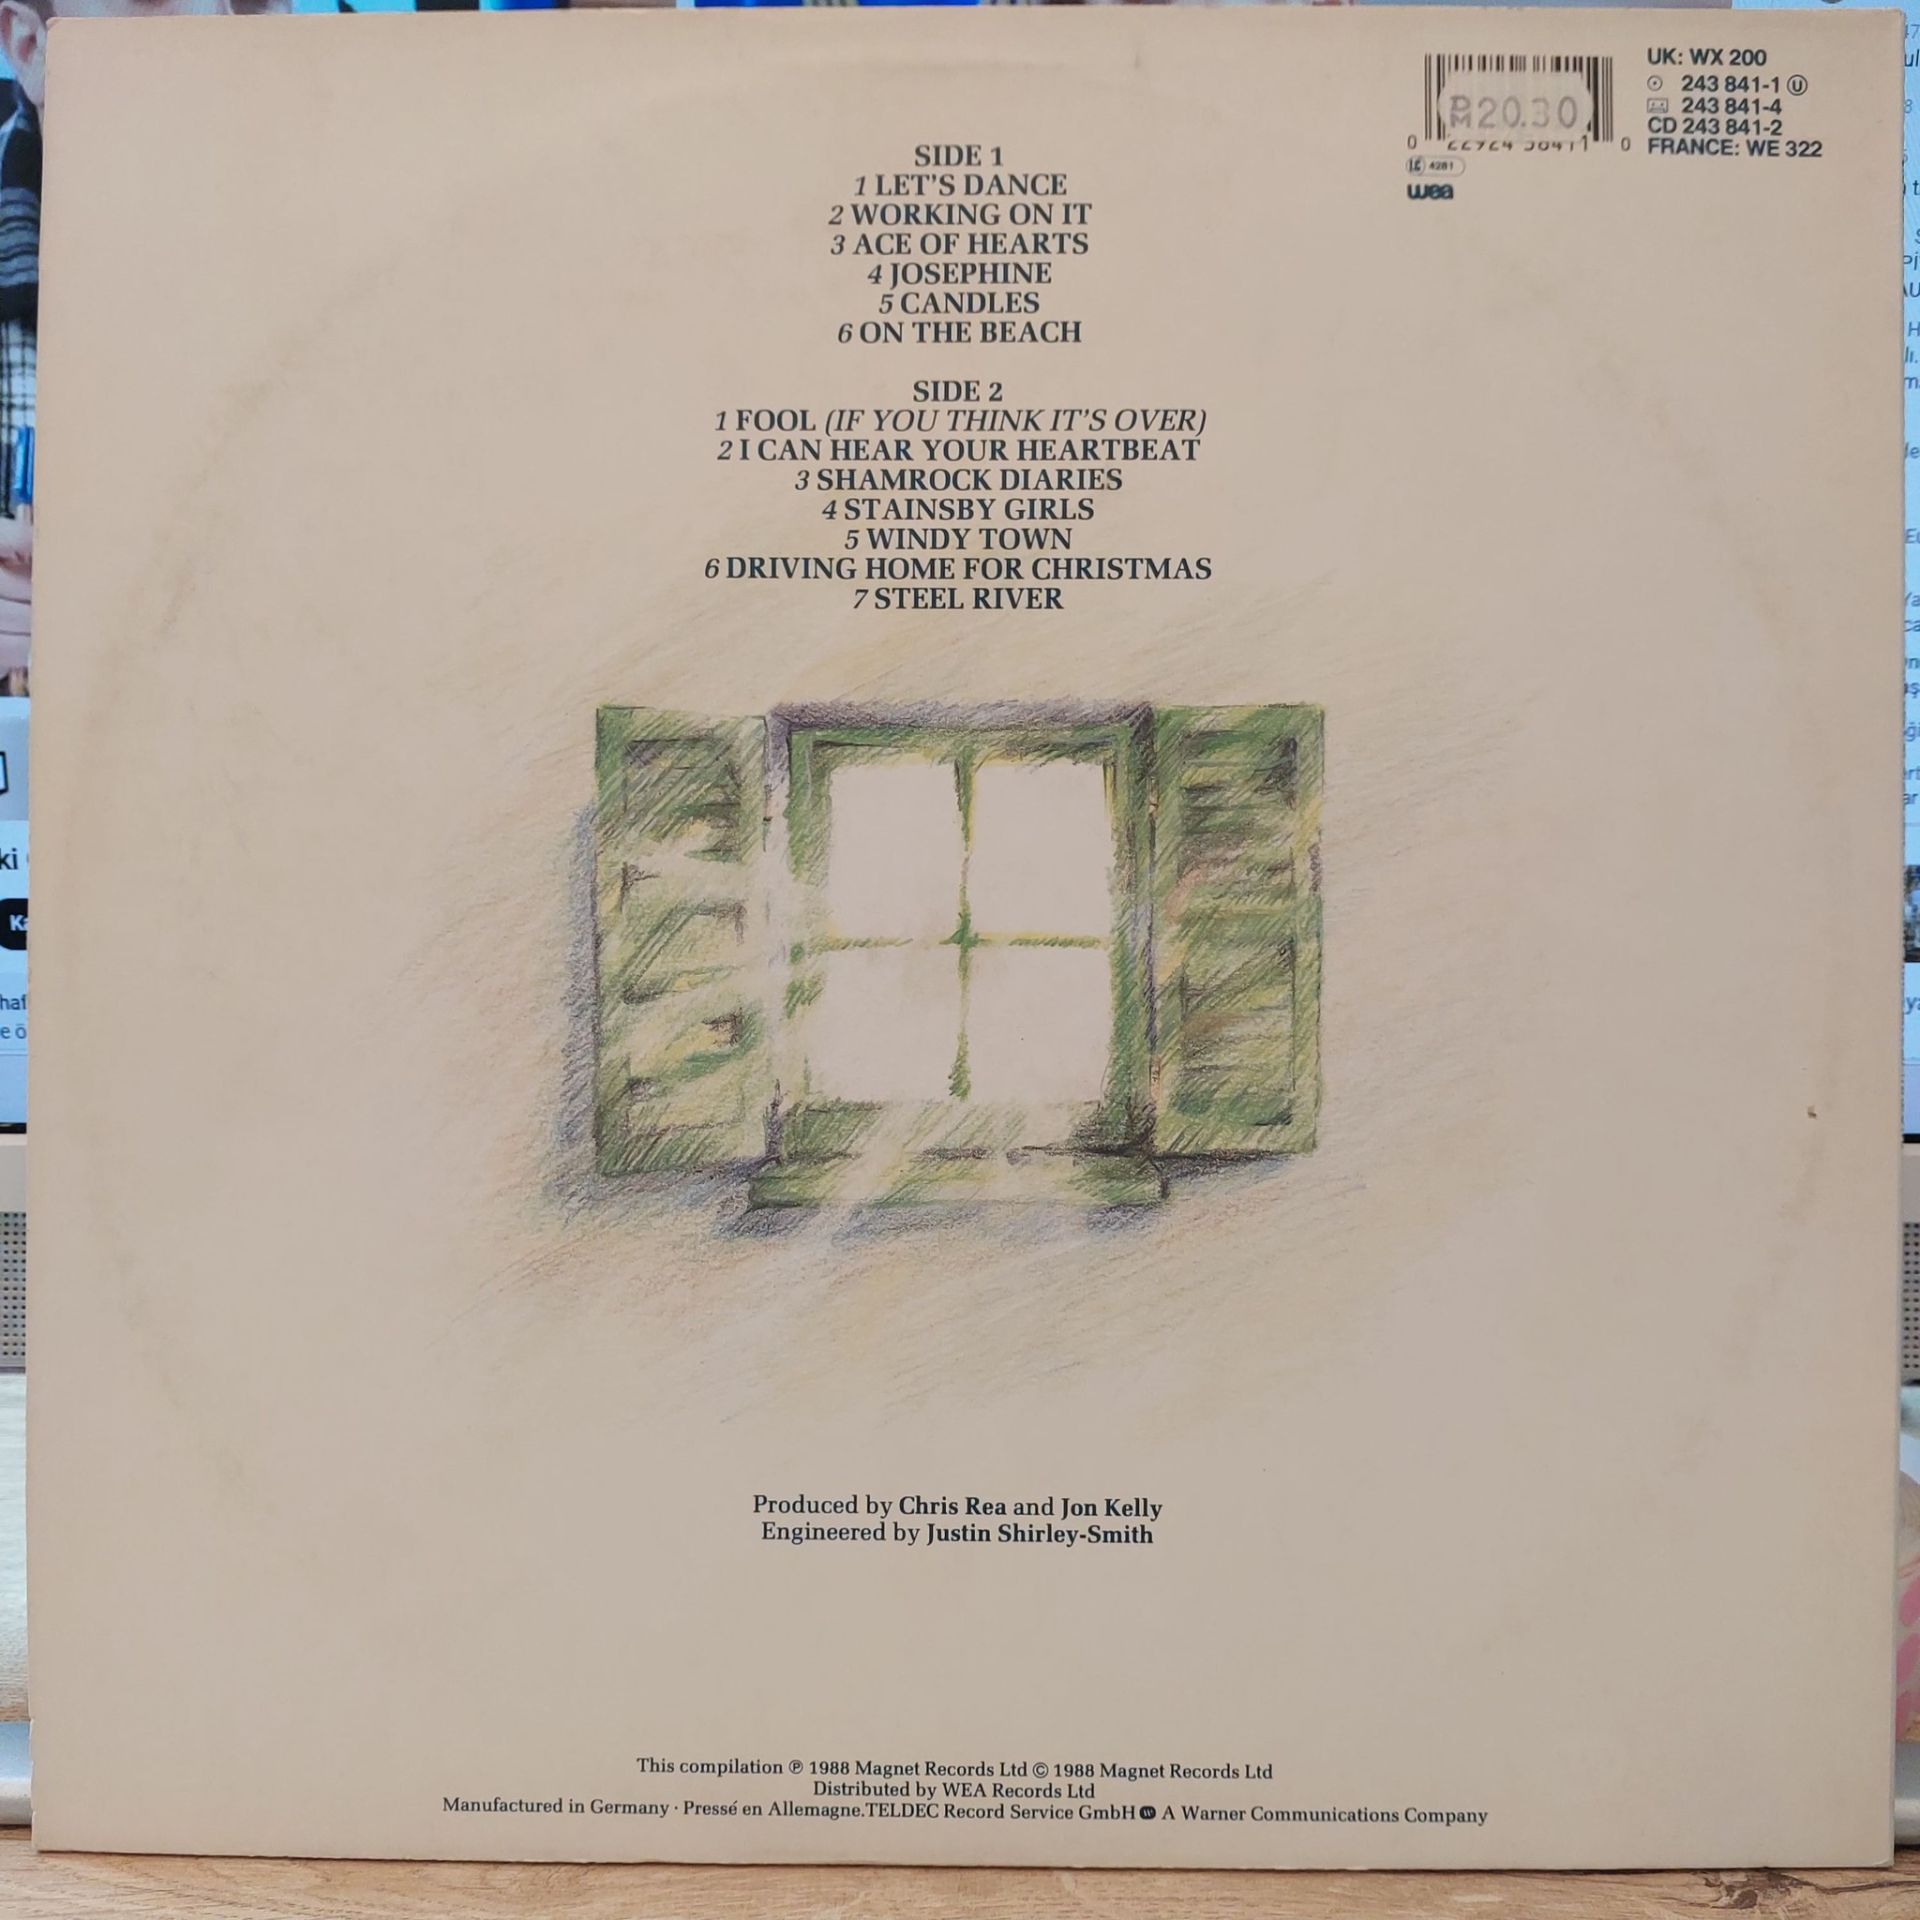 UK: WX 200
243 841-1 U
243 841-4
CD 243 841-2
FRANCE: WE 322
DM 20.30
0
0
LC 4281
wea
SIDE 1
1 LET'S DANCE
2 WORKING ON IT
3 ACE OF HEARTS
4 JOSEPHINE
5 CANDLES
6 ON THE BEACH
SIDE 2
1 FOOL (IF YOU THINK IT'S OVER)
2 I CAN HEAR YOUR HEARTBEAT
3 SHAMROCK DIARIES
4 STAINSBY GIRLS
5 WINDY TOWN
6 DRIVING HOME FOR CHRISTMAS
7 STEEL RIVER
Produced by Chris Rea and Jon Kelly
Engineered by Justin Shirley-Smith
This compilation ℗ 1988 Magnet Records Ltd © 1988 Magnet Records Ltd
Distributed by WEA Records Ltd
Manufactured in Germany · Pressé en Allemagne.TELDEC Record Service GmbH A Warner Communications Company